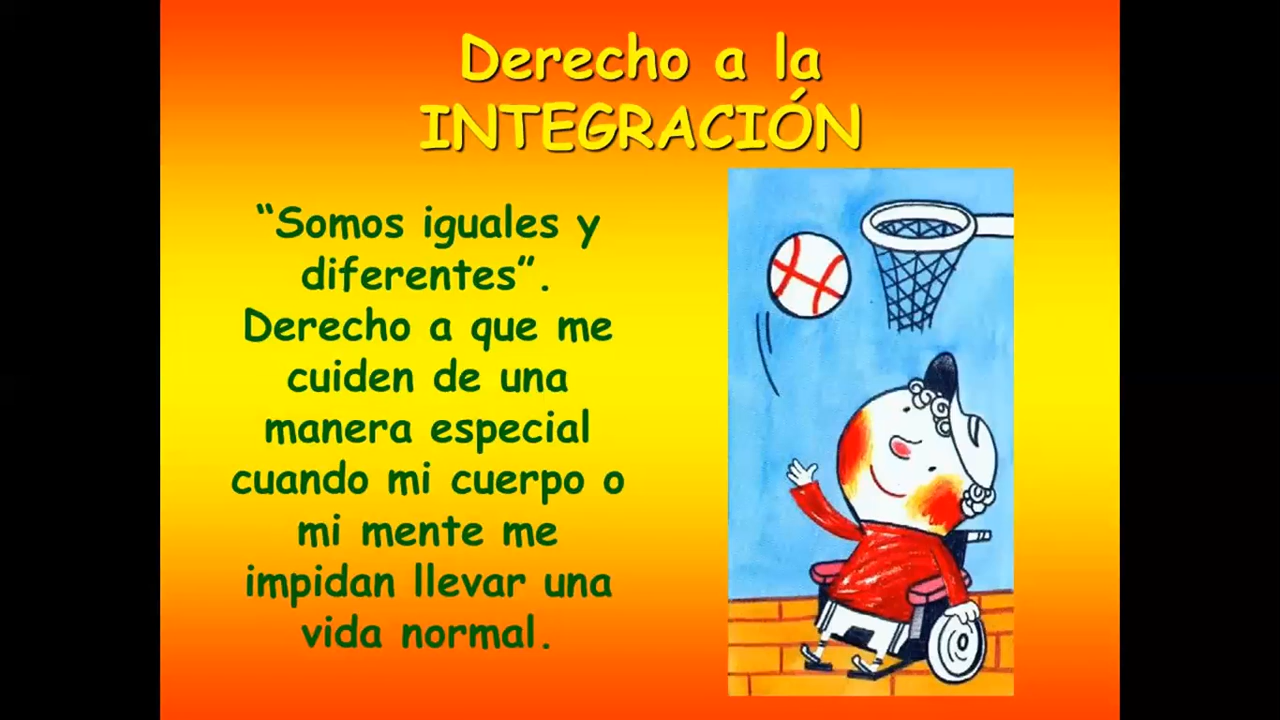 Derecho a la
INTEGRACIÓN
“Somos iguales y
diferentes”.
Derecho a que me
cuiden de una
manera especial
cuando mi cuerpo o
mi mente me
impidan llevar una
vida normal.